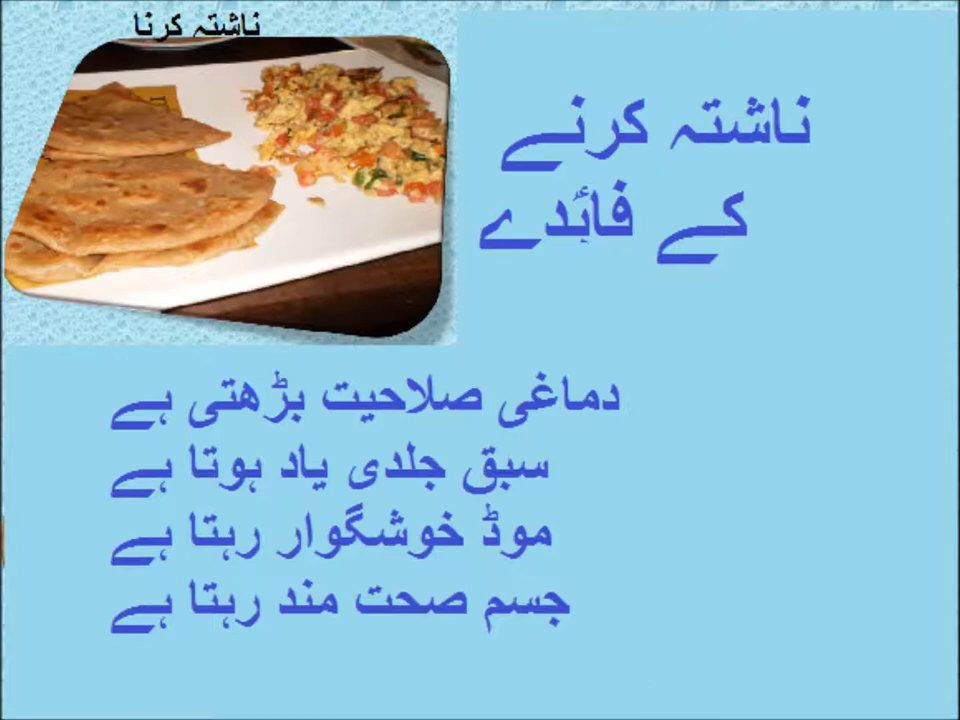 ناشتہ کرنا
ناشتہ کرنے
کے فائدے
دماغی صلاحیت بڑھتی ہے
سبق جلدی یاد ہوتا ہے
موڈ خوشگوار رہتا ہے
جسم صحت مند رہتا ہے